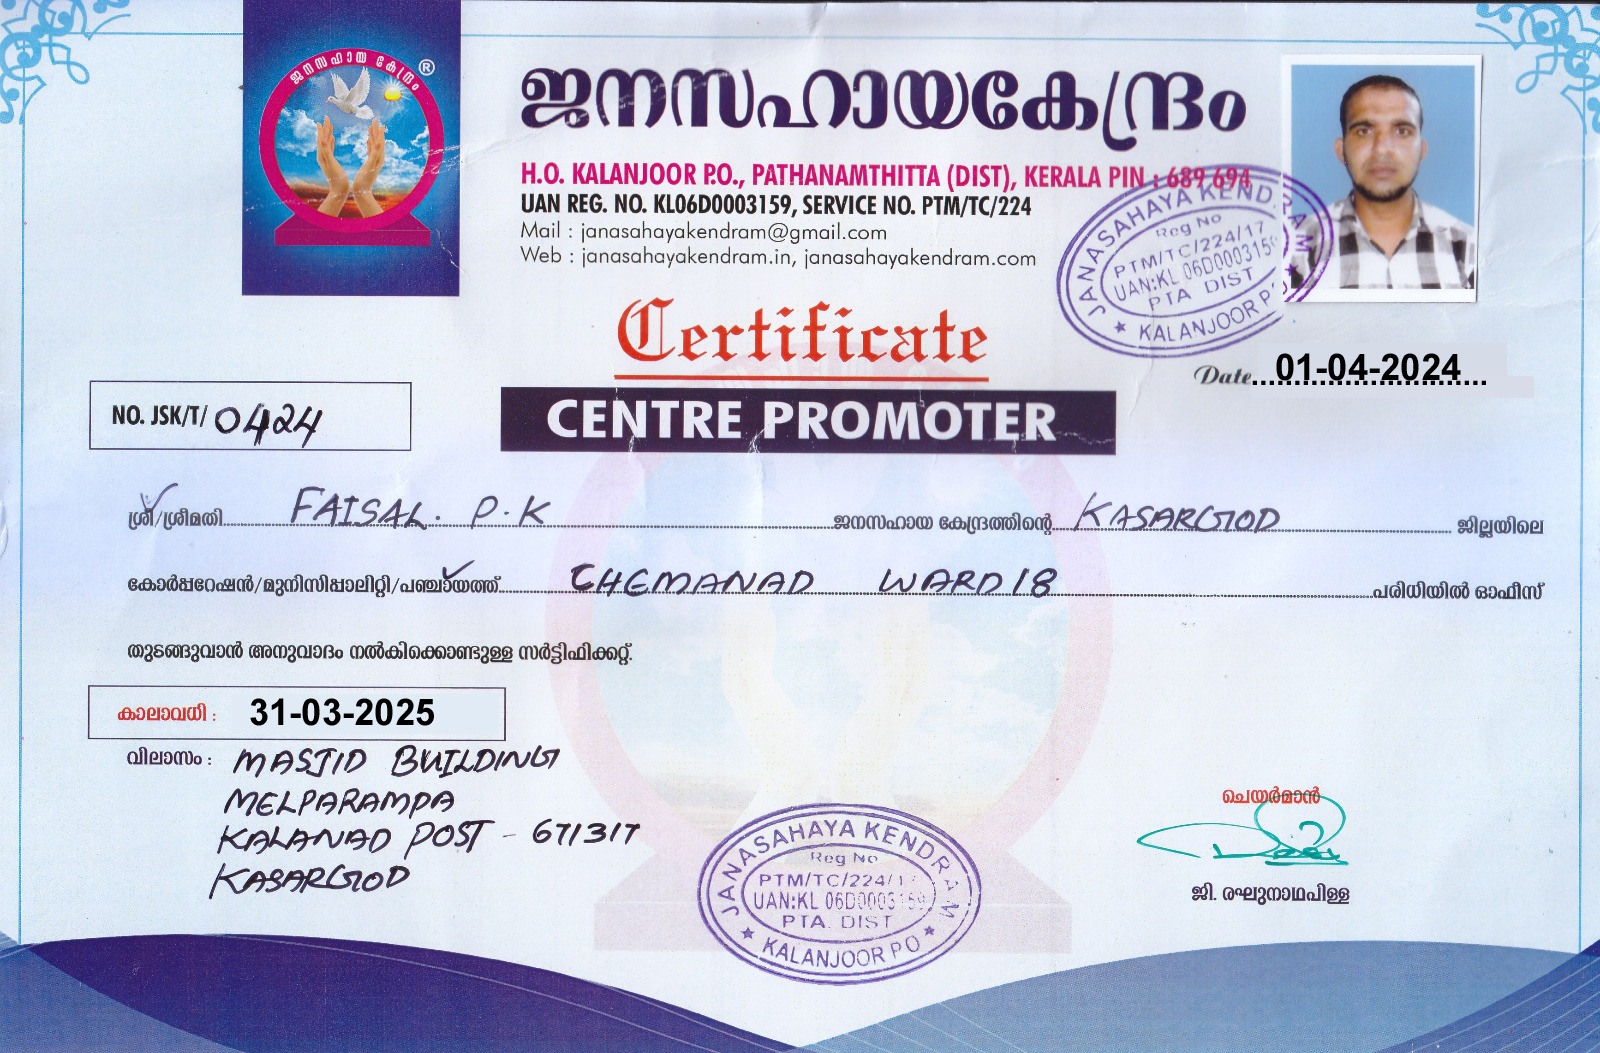 ജനസഹായ കേന്ദ്രം ®
ജനസഹായകേന്ദ്രം
H.O. KALANJOOR P.O., PATHANAMTHITTA (DIST), KERALA PIN : 689 694
UAN REG. NO. KL06D0003159, SERVICE NO. PTM/TC/224
Mail : janasahayakendram@gmail.com
Web : janasahayakendram.in, janasahayakendram.com
JANASAHAYA KENDRAM
Reg No
PTM/TC/224/17
UAN:KL 06D0003159
PTA DIST
★ KALANJOOR PO ★
Certificate
Date 01-04-2024
NO. JSK/T/ 0424
CENTRE PROMOTER
ശ്രീ/ശ്രീമതി FAISAL. P.K ജനസഹായ കേന്ദ്രത്തിന്റെ KASARGOD ജില്ലയിലെ
കോർപ്പറേഷൻ/മുനിസിപ്പാലിറ്റി/പഞ്ചായത്ത് CHEMANAD WARD 18 പരിധിയിൽ ഓഫീസ്
തുടങ്ങുവാൻ അനുവാദം നൽകിക്കൊണ്ടുള്ള സർട്ടിഫിക്കറ്റ്.
കാലാവധി : 31-03-2025
വിലാസം : MASJID BUILDING
MELPARAMPA
KALANAD POST - 671317
KASARGOD
JANASAHAYA KENDRAM
Reg No
PTM/TC/224/17
UAN:KL 06D0003159
PTA. DIST
★ KALANJOOR PO ★
ചെയർമാൻ
ജി. രഘുനാഥപിള്ള